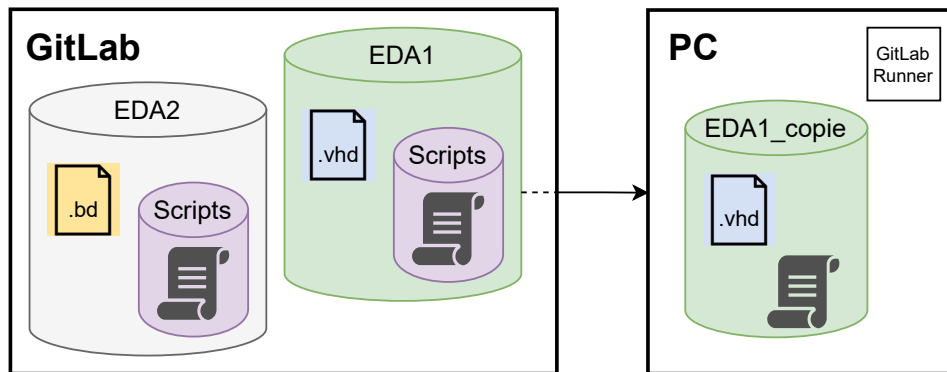 GitLab
EDA1
EDA2
.vhd
Scripts
.bd
Scripts
PC
GitLab
Runner
EDA1_copie
.vhd